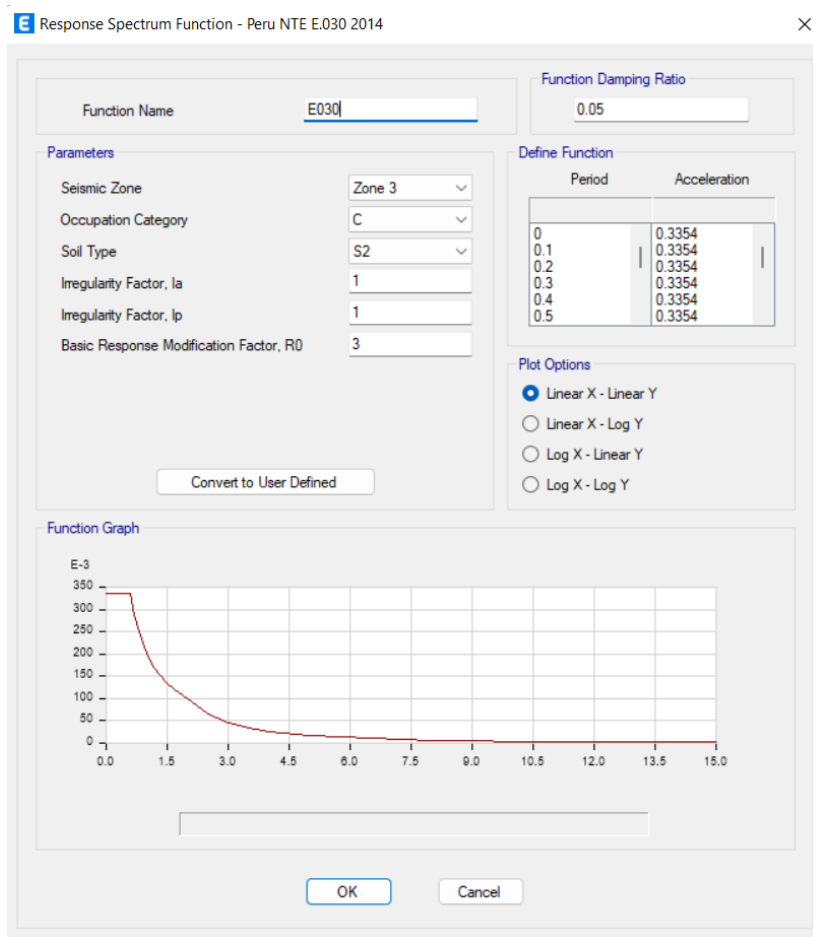 E Response Spectrum Function - Peru NTE E.030 2014
Function Name E030
Function Damping Ratio
0.05
Parameters
Seismic Zone Zone 3
Occupation Category C
Soil Type S2
Irregularity Factor, Ia 1
Irregularity Factor, Ip 1
Basic Response Modification Factor, R0 3
Convert to User Defined
Define Function
Period Acceleration
0 0.3354
0.1 0.3354
0.2 0.3354
0.3 0.3354
0.4 0.3354
0.5 0.3354
Plot Options
Linear X - Linear Y
Linear X - Log Y
Log X - Linear Y
Log X - Log Y
Function Graph
E-3
350
300
250
200
150
100
50
0
0.0 1.5 3.0 4.5 6.0 7.5 9.0 10.5 12.0 13.5 15.0
OK Cancel